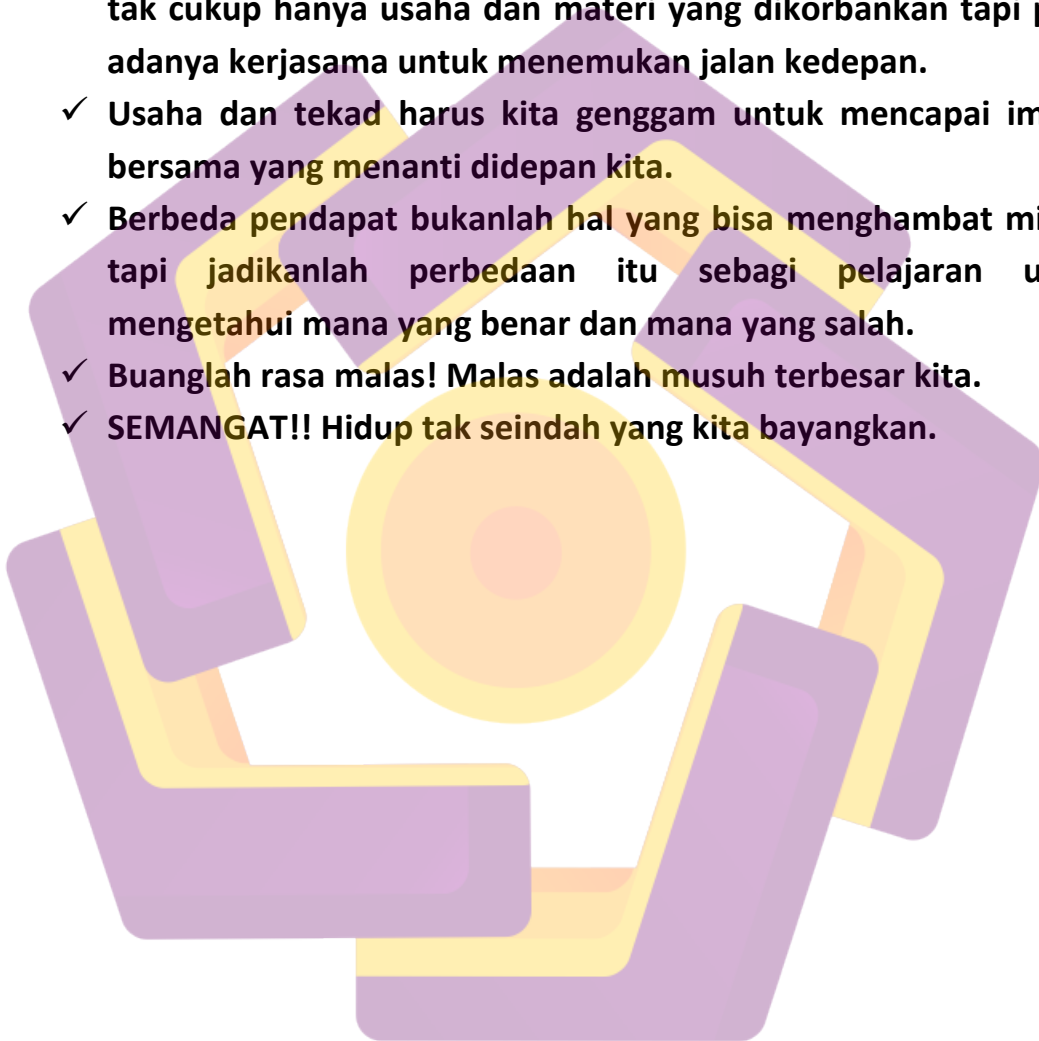 tak cukup hanya usaha dan materi yang dikorbankan tapi
adanya kerjasama untuk menemukan jalan kedepan.
✓ Usaha dan tekad harus kita genggam untuk mencapai
bersama yang menanti didepan kita.
✓ Berbeda pendapat bukanlah hal yang bisa menghambat
tapi jadikanlah perbedaan itu sebagi pelajaran
mengetahui mana yang benar dan mana yang salah.
✓ Buanglah rasa malas! Malas adalah musuh terbesar kita.
✓ SEMANGAT!! Hidup tak seindah yang kita bayangkan.